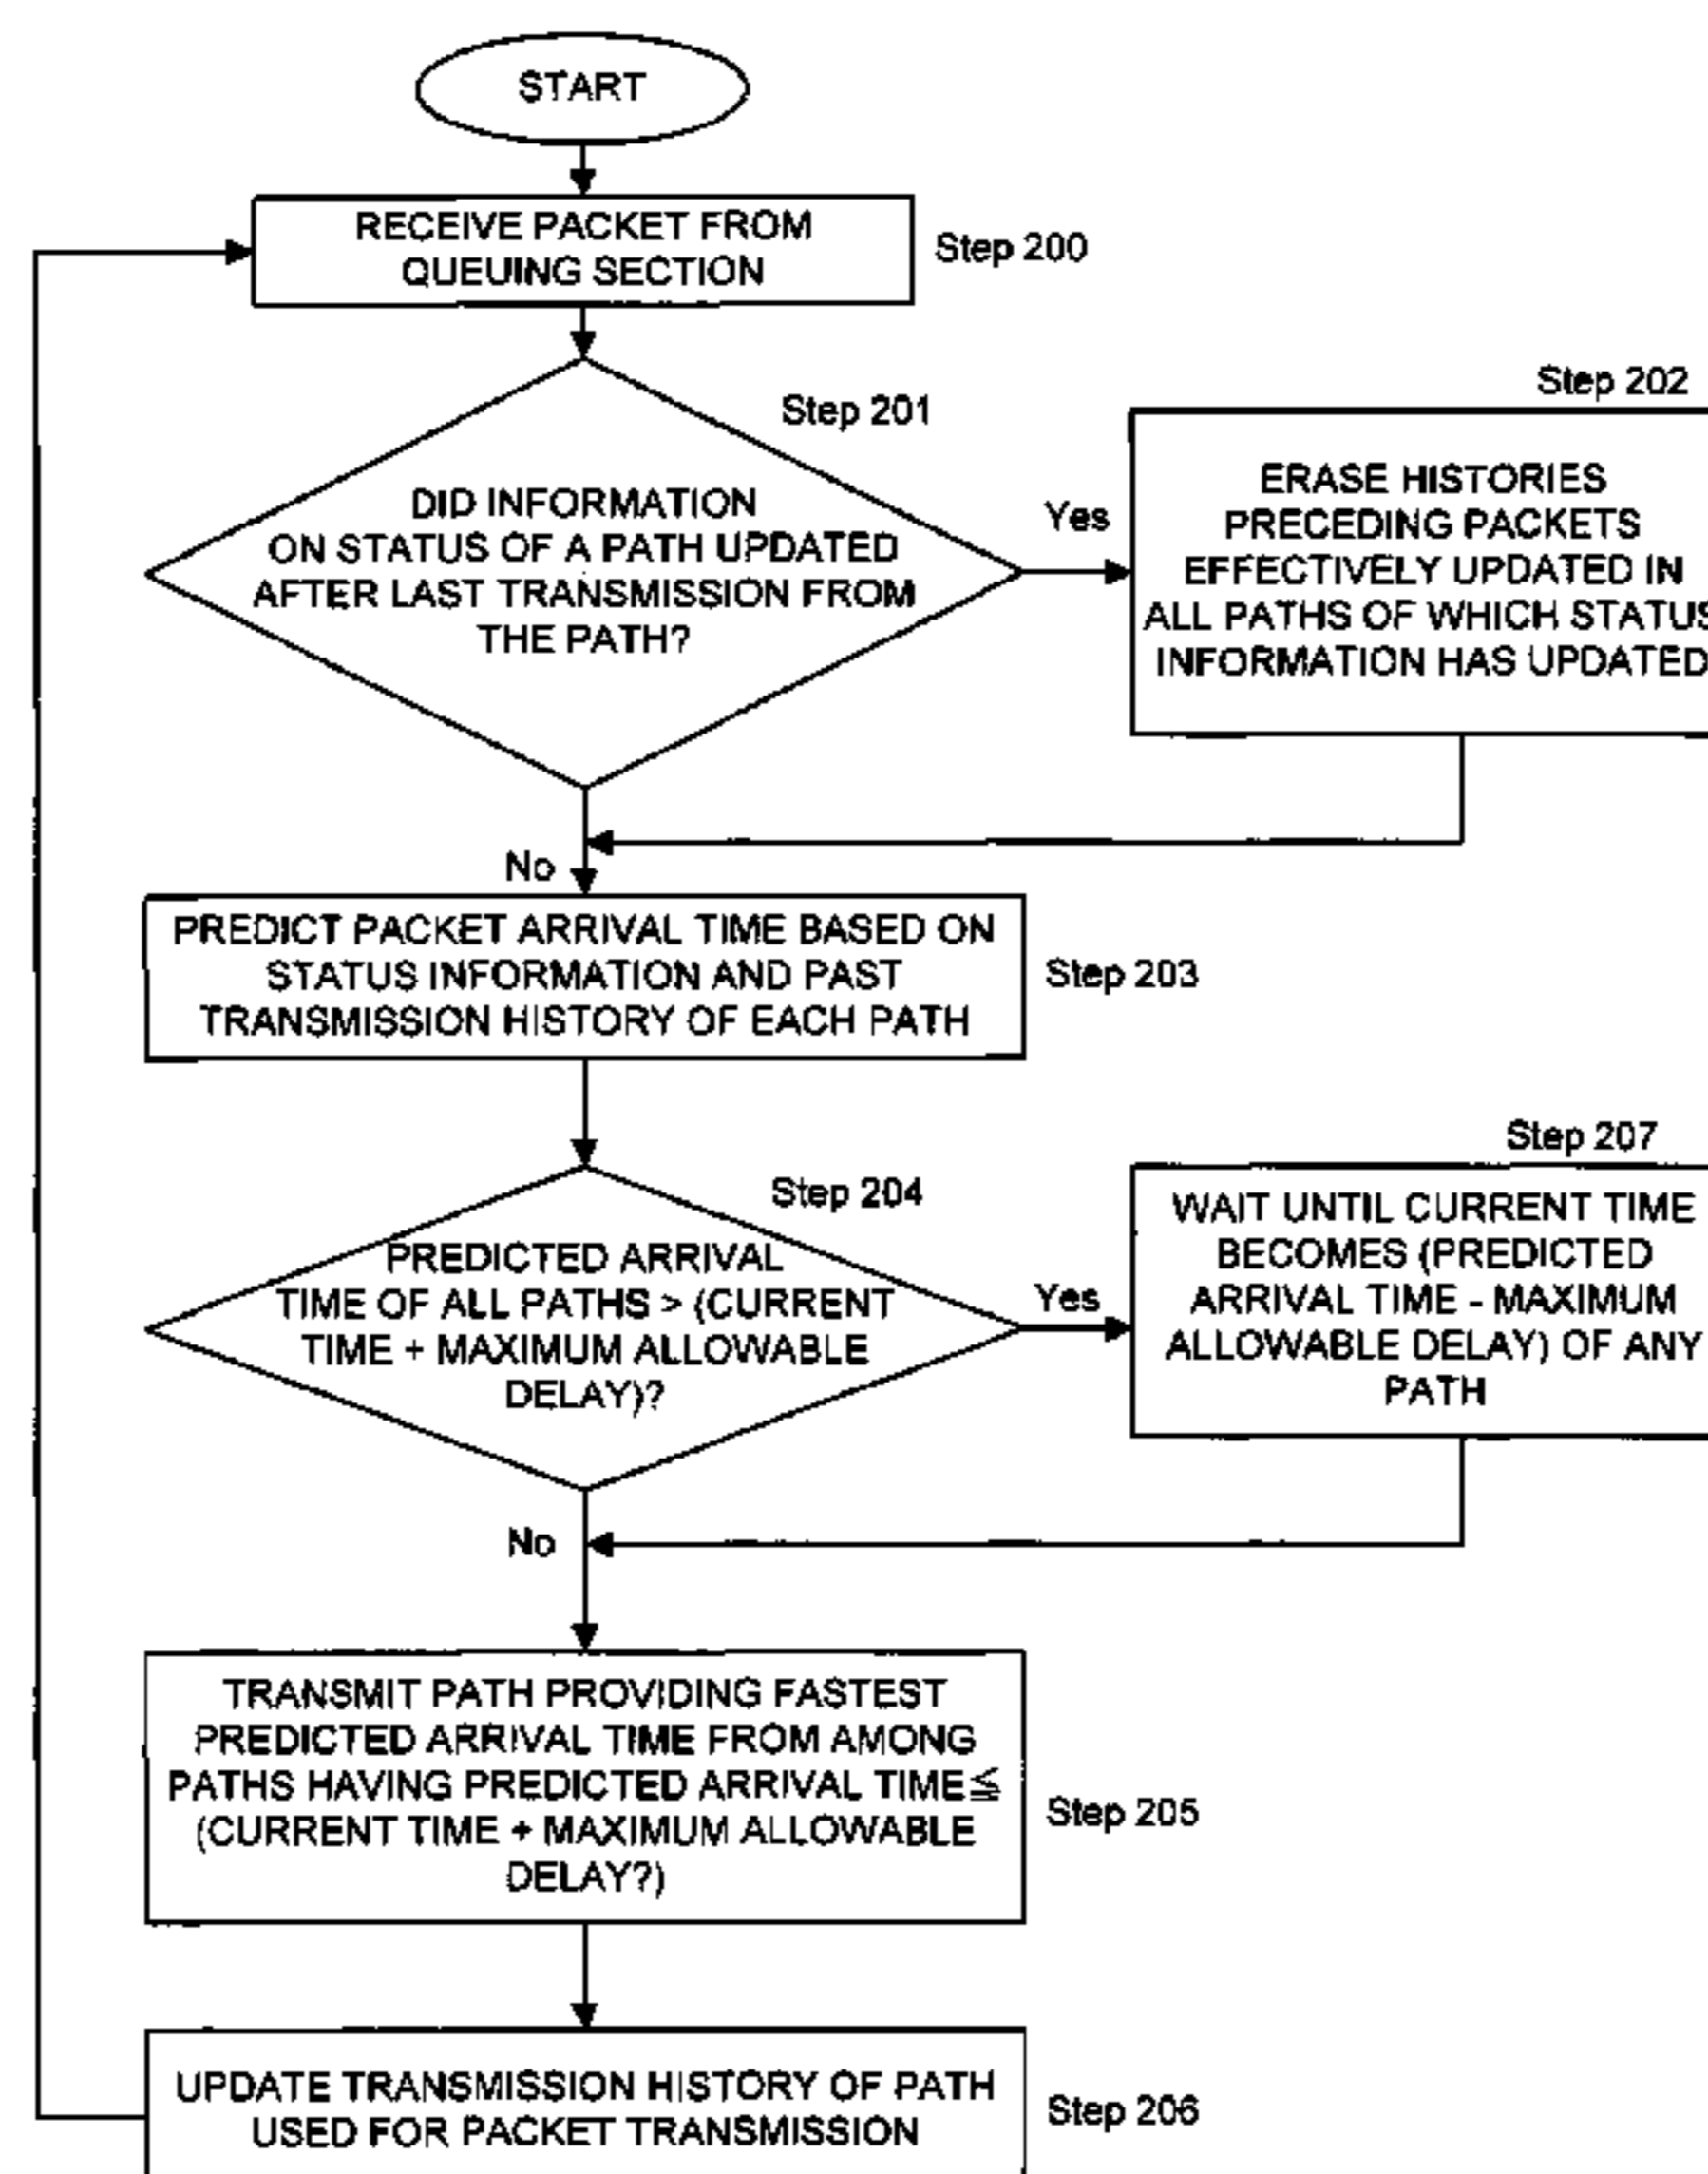 START
RECEIVE PACKET FROM
QUEUING SECTION
Step 200
Step 201
DID INFORMATION
ON STATUS OF A PATH UPDATED
AFTER LAST TRANSMISSION FROM
THE PATH?
Yes
Step 202
ERASE HISTORIES
PRECEDING PACKETS
EFFECTIVELY UPDATED IN
ALL PATHS OF WHICH STATUS
INFORMATION HAS UPDATED
No
PREDICT PACKET ARRIVAL TIME BASED ON
STATUS INFORMATION AND PAST
TRANSMISSION HISTORY OF EACH PATH
Step 203
Step 204
PREDICTED ARRIVAL
TIME OF ALL PATHS > (CURRENT
TIME + MAXIMUM ALLOWABLE
DELAY)?
Yes
Step 207
WAIT UNTIL CURRENT TIME
BECOMES (PREDICTED
ARRIVAL TIME - MAXIMUM
ALLOWABLE DELAY) OF ANY
PATH
No
TRANSMIT PATH PROVIDING FASTEST
PREDICTED ARRIVAL TIME FROM AMONG
PATHS HAVING PREDICTED ARRIVAL TIME≦
(CURRENT TIME + MAXIMUM ALLOWABLE
DELAY?)
Step 205
UPDATE TRANSMISSION HISTORY OF PATH
USED FOR PACKET TRANSMISSION
Step 206